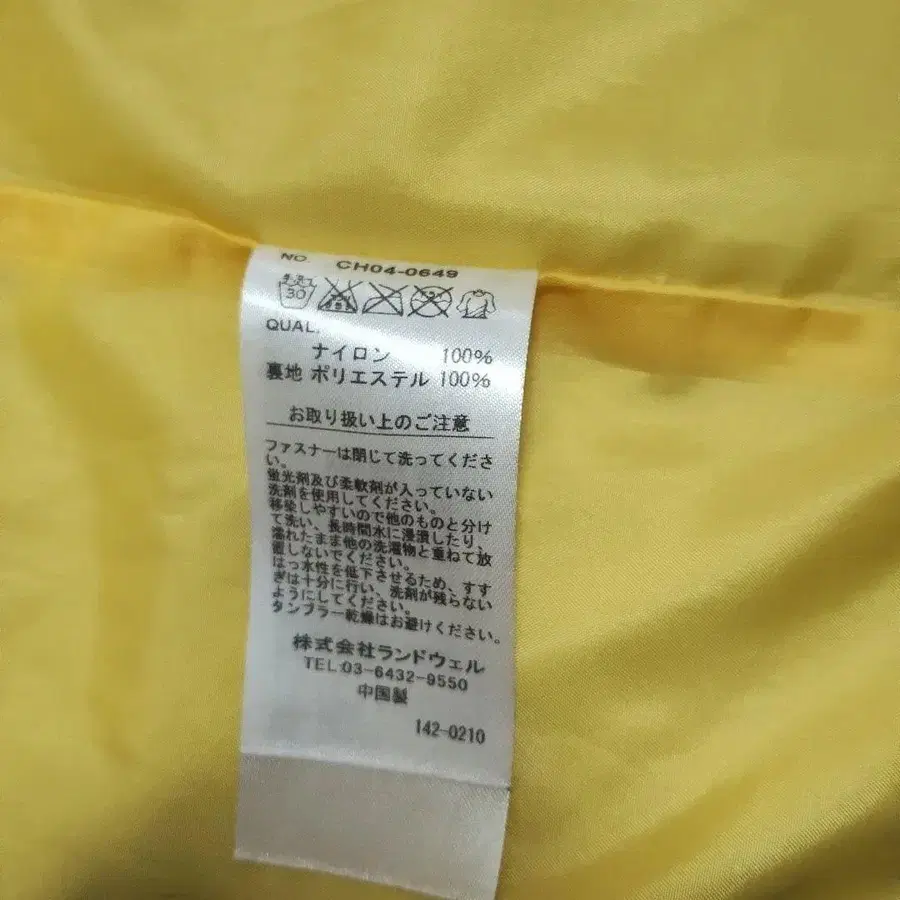 NO. CH04-0649
手洗イ 30
QUAL.
ナイロン 100%
裏地 ポリエステル 100%
お取り扱い上のご注意
ファスナーは閉じて洗ってくださ
い。
蛍光剤及び柔軟剤が入っていない
洗剤を使用してください。
移染しやすいので他のものと分け
て洗い、長時間水に浸漬したり、
濡れたまま他の洗濯物と重ねて放
置しないでください。
はっ水性を低下させるため、すす
ぎは十分に行い、洗剤が残らない
ようにしてください。
タンブラー乾燥はお避けください。
株式会社ランドウェル
TEL:03-6432-9550
中国製
142-0210